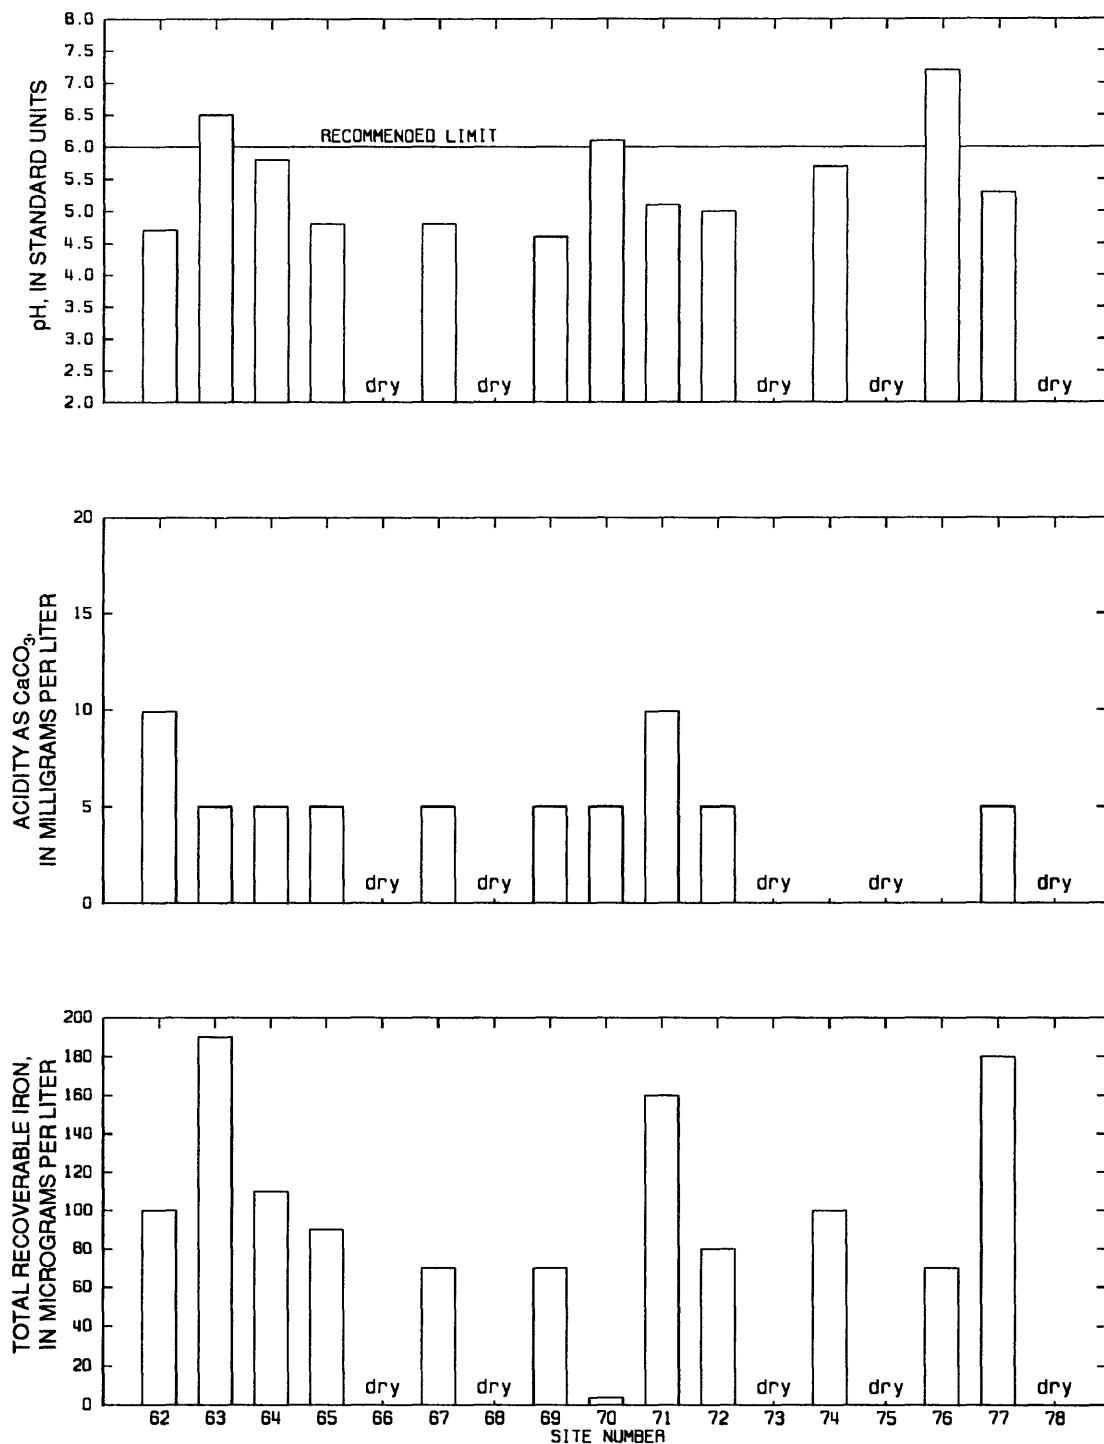 pH, IN STANDARD UNITS
8.0
7.5
7.0
6.5
6.0
5.5
5.0
4.5
4.0
3.5
3.0
2.5
2.0
RECOMMENDED LIMIT
dry dry dry dry dry
ACIDITY AS CaCO3,
IN MILLIGRAMS PER LITER
20
15
10
5
0
dry dry dry dry dry
TOTAL RECOVERABLE IRON,
IN MICROGRAMS PER LITER
200
180
160
140
120
100
80
60
40
20
0
dry dry dry dry dry
62 63 64 65 66 67 68 69 70 71 72 73 74 75 76 77 78
SITE NUMBER